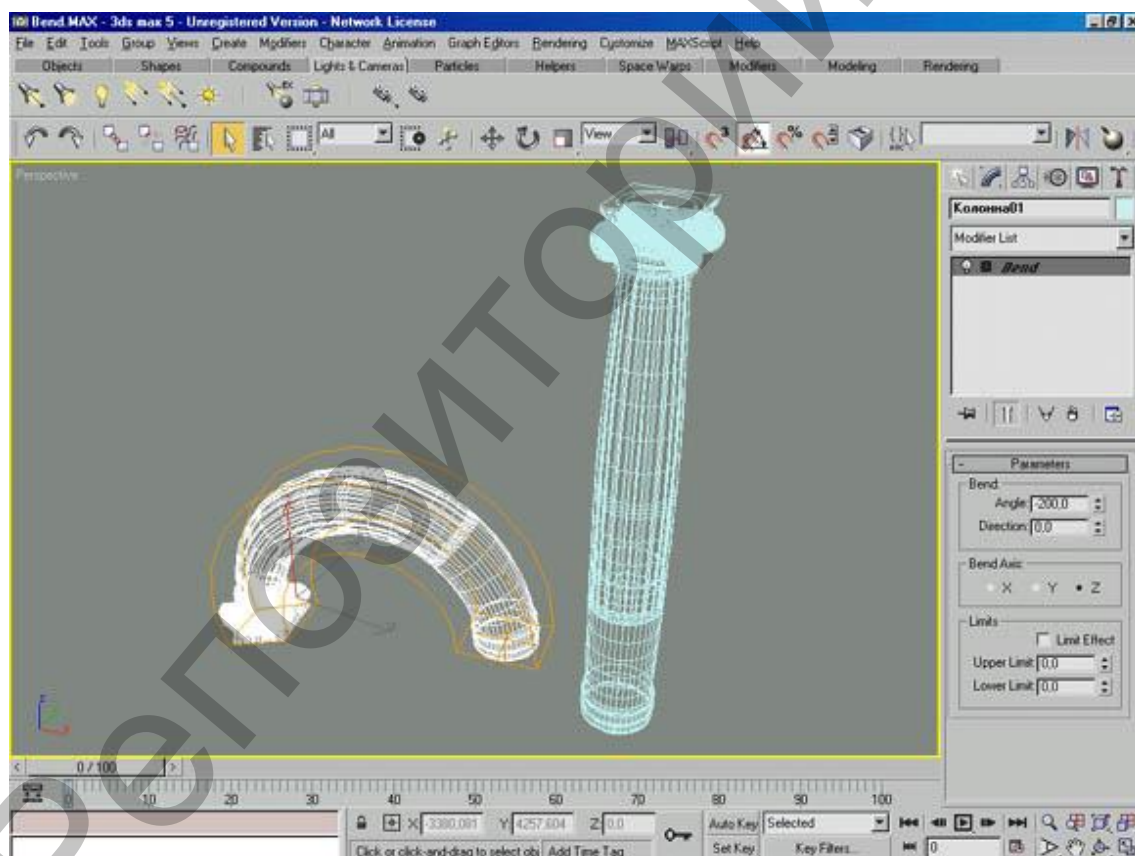 Bend.MAX - 3ds max 5 - Unregistered Version - Network License
File Edit Tools Group Views Create Modifiers Character Animation Graph Editors Rendering Customize MAXScript Help
Objects Shapes Compounds Lights & Cameras Particles Helpers Space Warps Modifiers Modeling Rendering
All View
Perspective
Колонна01
Modifier List
Bend
Parameters
Bend
Angle: -200,0
Direction: 0,0
Bend Axis:
X Y Z
Limits
Limit Effect
Upper Limit: 0,0
Lower Limit: 0,0
0 / 100
0 10 20 30 40 50 60 70 80 90 100
X: -3380,081 Y: 4257,604 Z: 0,0
Auto Key Selected
Click or click-and-drag to select obj Add Time Tag
Set Key Key Filters... 0